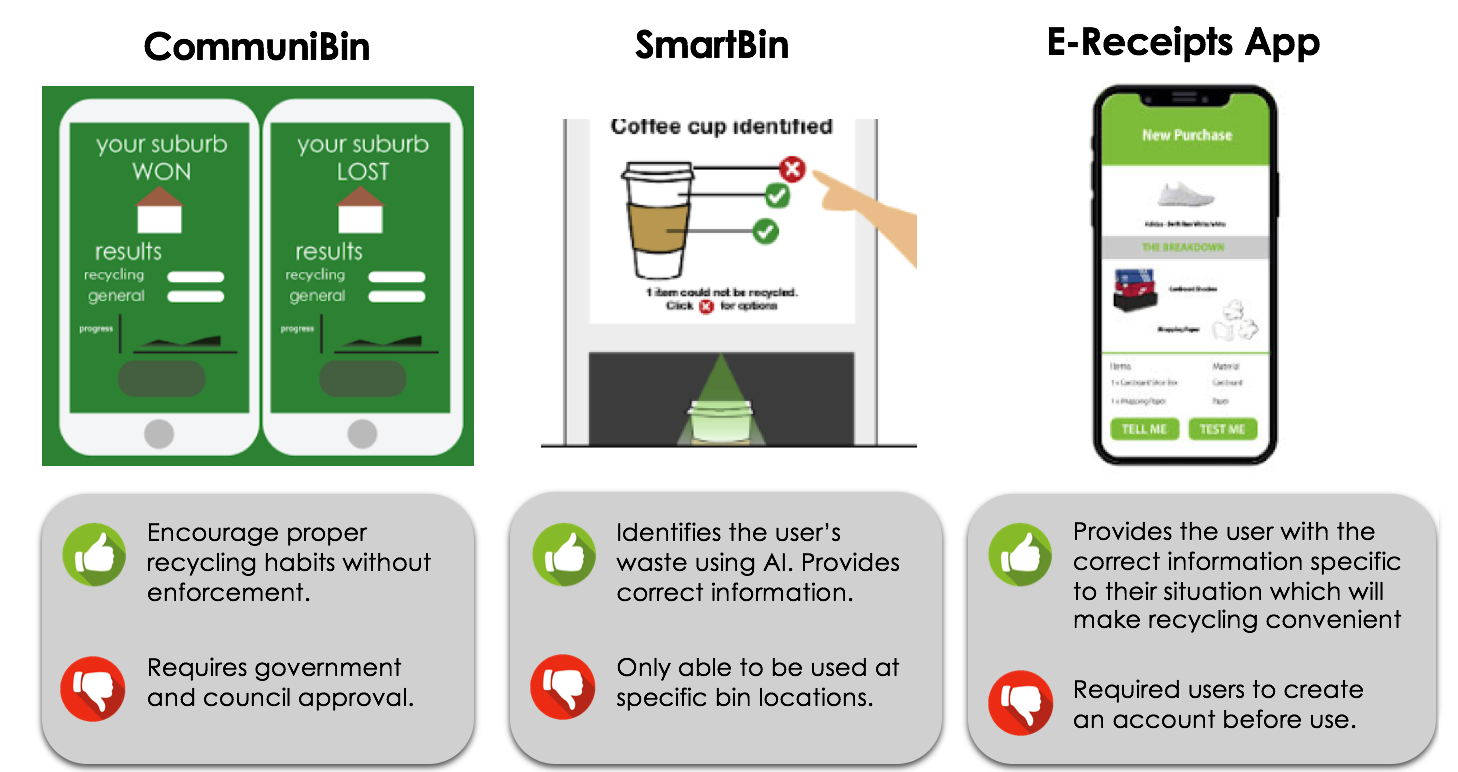 CommuniBin
SmartBin
E-Receipts App
your suburb
WON
results
recycling
general
progress
your suburb
LOST
results
recycling
general
progress
Coffee cup identified
1 item could not be recycled.
Click for options
New Purchase
THE BREAKDOWN
Cardboard Shoebox
Wrapping Paper
Items
Material
1 x Cardboard Shoe Box
Cardboard
1 x Wrapping Paper
Paper
TELL ME
TEST ME
Encourage proper
recycling habits without
enforcement.
Requires government
and council approval.
Identifies the user's
waste using AI. Provides
correct information.
Only able to be used at
specific bin locations.
Provides the user with the
correct information specific
to their situation which will
make recycling convenient
Required users to create
an account before use.